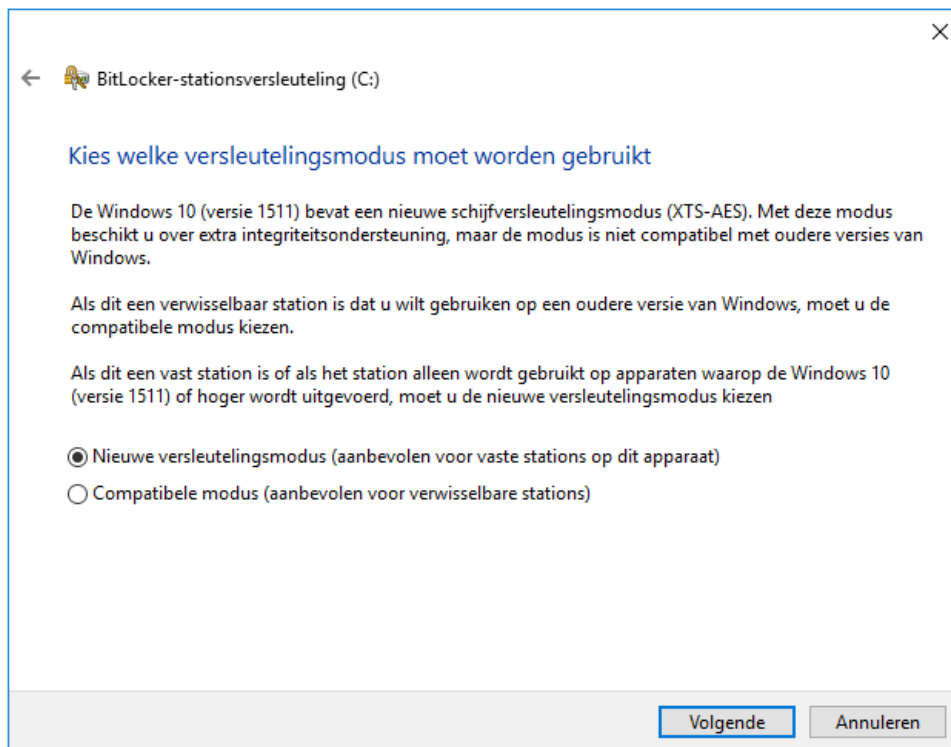 BitLocker-stationsversleuteling (C:)
Kies welke versleutelingsmodus moet worden gebruikt
De Windows 10 (versie 1511) bevat een nieuwe schijfversleutelingsmodus (XTS-AES). Met deze modus
beschikt u over extra integriteitsondersteuning, maar de modus is niet compatibel met oudere versies van
Windows.
Als dit een verwisselbaar station is dat u wilt gebruiken op een oudere versie van Windows, moet u de
compatibele modus kiezen.
Als dit een vast station is of als het station alleen wordt gebruikt op apparaten waarop de Windows 10
(versie 1511) of hoger wordt uitgevoerd, moet u de nieuwe versleutelingsmodus kiezen
Nieuwe versleutelingsmodus (aanbevolen voor vaste stations op dit apparaat)
Compatibele modus (aanbevolen voor verwisselbare stations)
Volgende
Annuleren